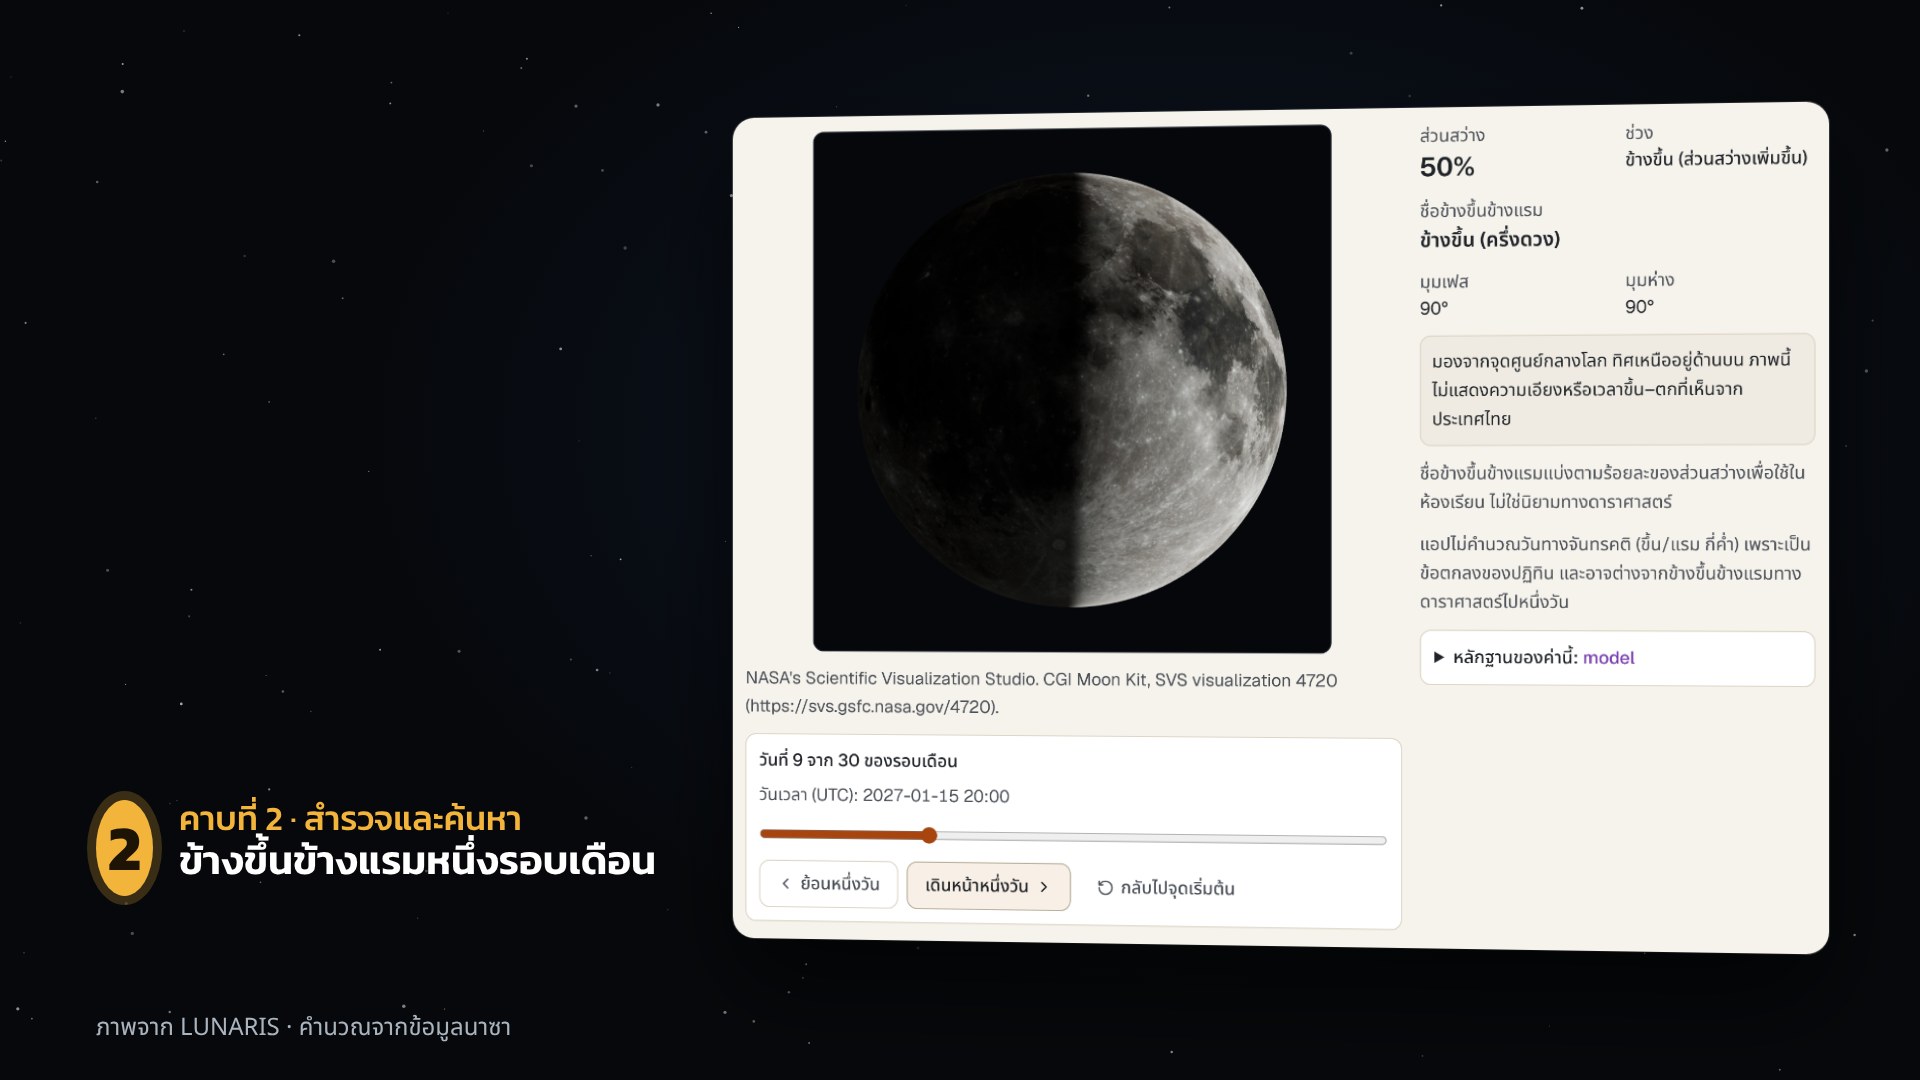 2
คาบที่ 2 · สำรวจและค้นหา
ข้างขึ้นข้างแรมหนึ่งรอบเดือน
ภาพจาก LUNARIS · คำนวณจากข้อมูลนาซา
NASA's Scientific Visualization Studio. CGI Moon Kit, SVS visualization 4720
(https://svs.gsfc.nasa.gov/4720).
วันที่ 9 จาก 30 ของรอบเดือน
วันเวลา (UTC): 2027-01-15 20:00
ย้อนหนึ่งวัน
เดินหน้าหนึ่งวัน
กลับไปจุดเริ่มต้น
ส่วนสว่าง
50%
ช่วง
ข้างขึ้น (ส่วนสว่างเพิ่มขึ้น)
ชื่อข้างขึ้นข้างแรม
ข้างขึ้น (ครึ่งดวง)
มุมเฟส
90°
มุมห่าง
90°
มองจากจุดศูนย์กลางโลก ทิศเหนืออยู่ด้านบน ภาพนี้
ไม่แสดงความเอียงหรือเวลาขึ้น–ตกที่เห็นจาก
ประเทศไทย
ชื่อข้างขึ้นข้างแรมแบ่งตามร้อยละของส่วนสว่างเพื่อใช้ใน
ห้องเรียน ไม่ใช่นิยามทางดาราศาสตร์
แอปไม่คำนวณวันทางจันทรคติ (ขึ้น/แรม กี่ค่ำ) เพราะเป็น
ข้อตกลงของปฏิทิน และอาจต่างจากข้างขึ้นข้างแรมทาง
ดาราศาสตร์ไปหนึ่งวัน
หลักฐานของค่านี้: model